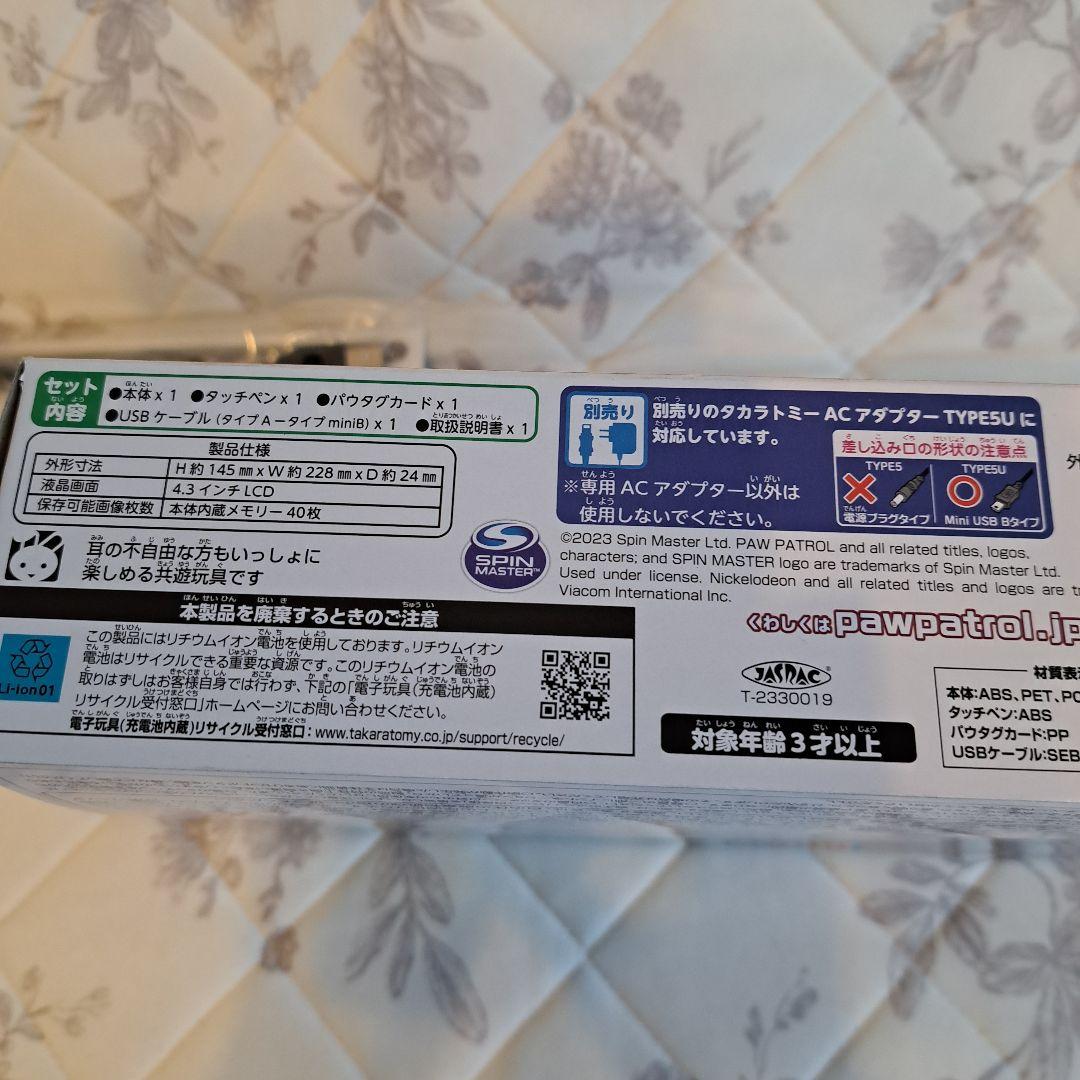 セット
内容
●本体 x 1 ●タッチペン x 1 ●パウタグカード x 1
●USB ケーブル (タイプ A ー タイプ miniB) x 1 ●取扱説明書 x 1
製品仕様
外形寸法 H 約 145 ㎜ x W 約 228 ㎜ x D 約 24 ㎜
液晶画面 4.3 インチ LCD
保存可能画像枚数 本体内蔵メモリー 40枚
耳の不自由な方もいっしょに
楽しめる共遊玩具です
SPIN
MASTER™
別売り
別売りのタカラトミー AC アダプター TYPE5U に
対応しています。
※専用 AC アダプター以外は
使用しないでください。
差し込み口の形状の注意点
TYPE5
電源プラグタイプ
TYPE5U
Mini USB Bタイプ
©2023 Spin Master Ltd. PAW PATROL and all related titles, logos,
characters; and SPIN MASTER logo are trademarks of Spin Master Ltd.
Used under license. Nickelodeon and all related titles and logos are
Viacom International Inc.
くわしくは pawpatrol.jp
本製品を廃棄するときのご注意
Li-ion01
この製品にはリチウムイオン電池を使用しております。リチウムイオン
電池はリサイクルできる重要な資源です。このリチウムイオン電池の
取りはずしはお客様自身では行わず、下記の「電子玩具(充電池内蔵)
リサイクル受付窓口」ホームページにお問い合わせください。
電子玩具(充電池内蔵)リサイクル受付窓口:www.takaratomy.co.jp/support/recycle/
JASRAC
T-2330019
対象年齢3才以上
材質表
本体:ABS、PET、
タッチペン:ABS
パウタグカード:PP
USBケーブル: